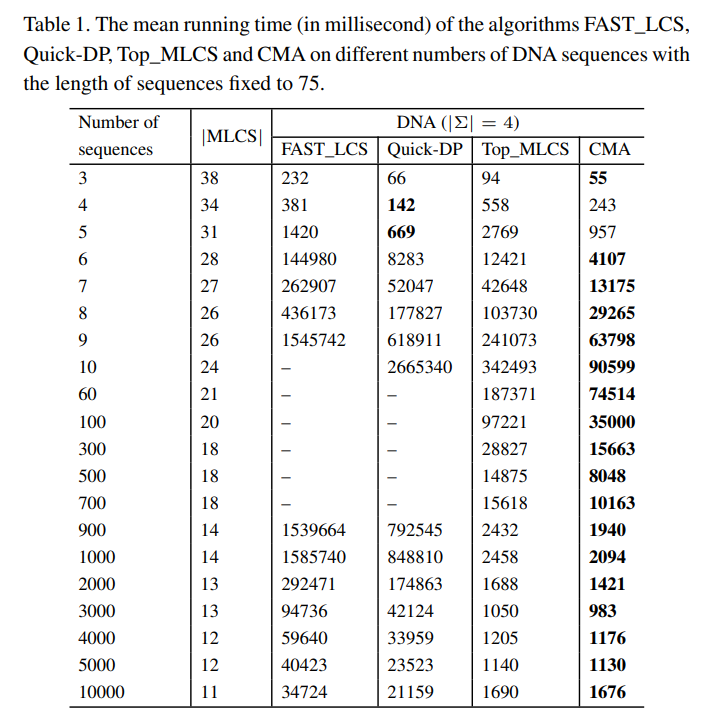 Table 1. The mean running time (in millisecond) of the algorithms FAST_LCS,
Quick-DP, Top_MLCS and CMA on different numbers of DNA sequences with
the length of sequences fixed to 75.
Number of sequences |MLCS| DNA (|Σ| = 4)
FAST_LCS Quick-DP Top_MLCS CMA
3 38 232 66 94 55
4 34 381 142 558 243
5 31 1420 669 2769 957
6 28 144980 8283 12421 4107
7 27 262907 52047 42648 13175
8 26 436173 177827 103730 29265
9 26 1545742 618911 241073 63798
10 24 – 2665340 342493 90599
60 21 – – 187371 74514
100 20 – – 97221 35000
300 18 – – 28827 15663
500 18 – – 14875 8048
700 18 – – 15618 10163
900 14 1539664 792545 2432 1940
1000 14 1585740 848810 2458 2094
2000 13 292471 174863 1688 1421
3000 13 94736 42124 1050 983
4000 12 59640 33959 1205 1176
5000 12 40423 23523 1140 1130
10000 11 34724 21159 1690 1676